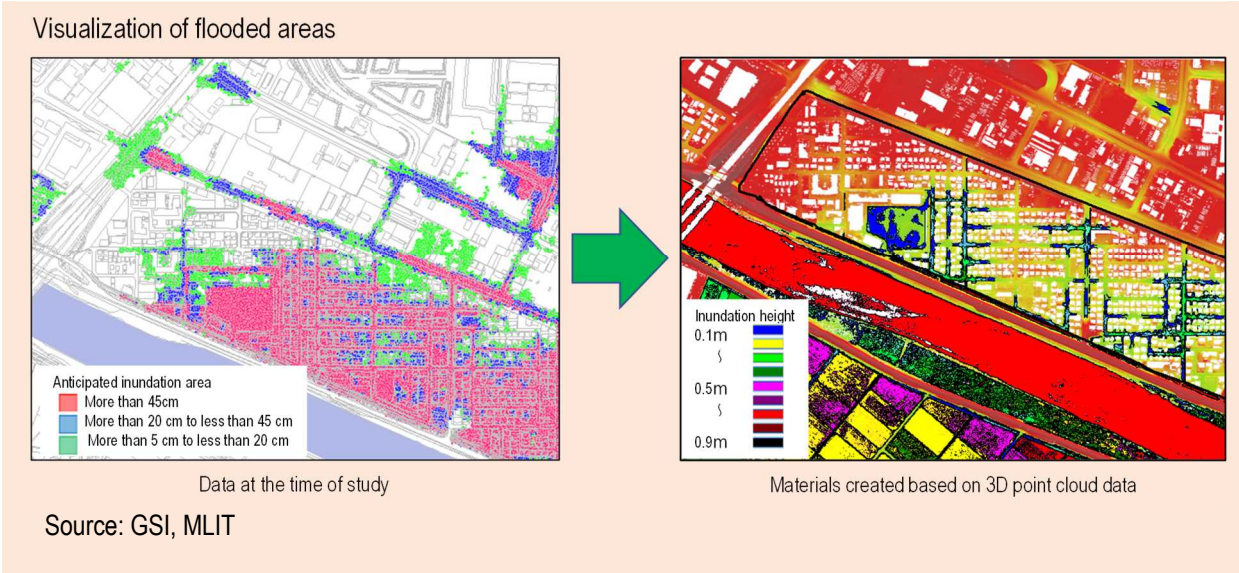 Visualization of flooded areas
Anticipated inundation area
More than 45cm
More than 20 cm to less than 45 cm
More than 5 cm to less than 20 cm
Inundation height
0.1m
~
0.5m
~
0.9m
Data at the time of study
Materials created based on 3D point cloud data
Source: GSI, MLIT